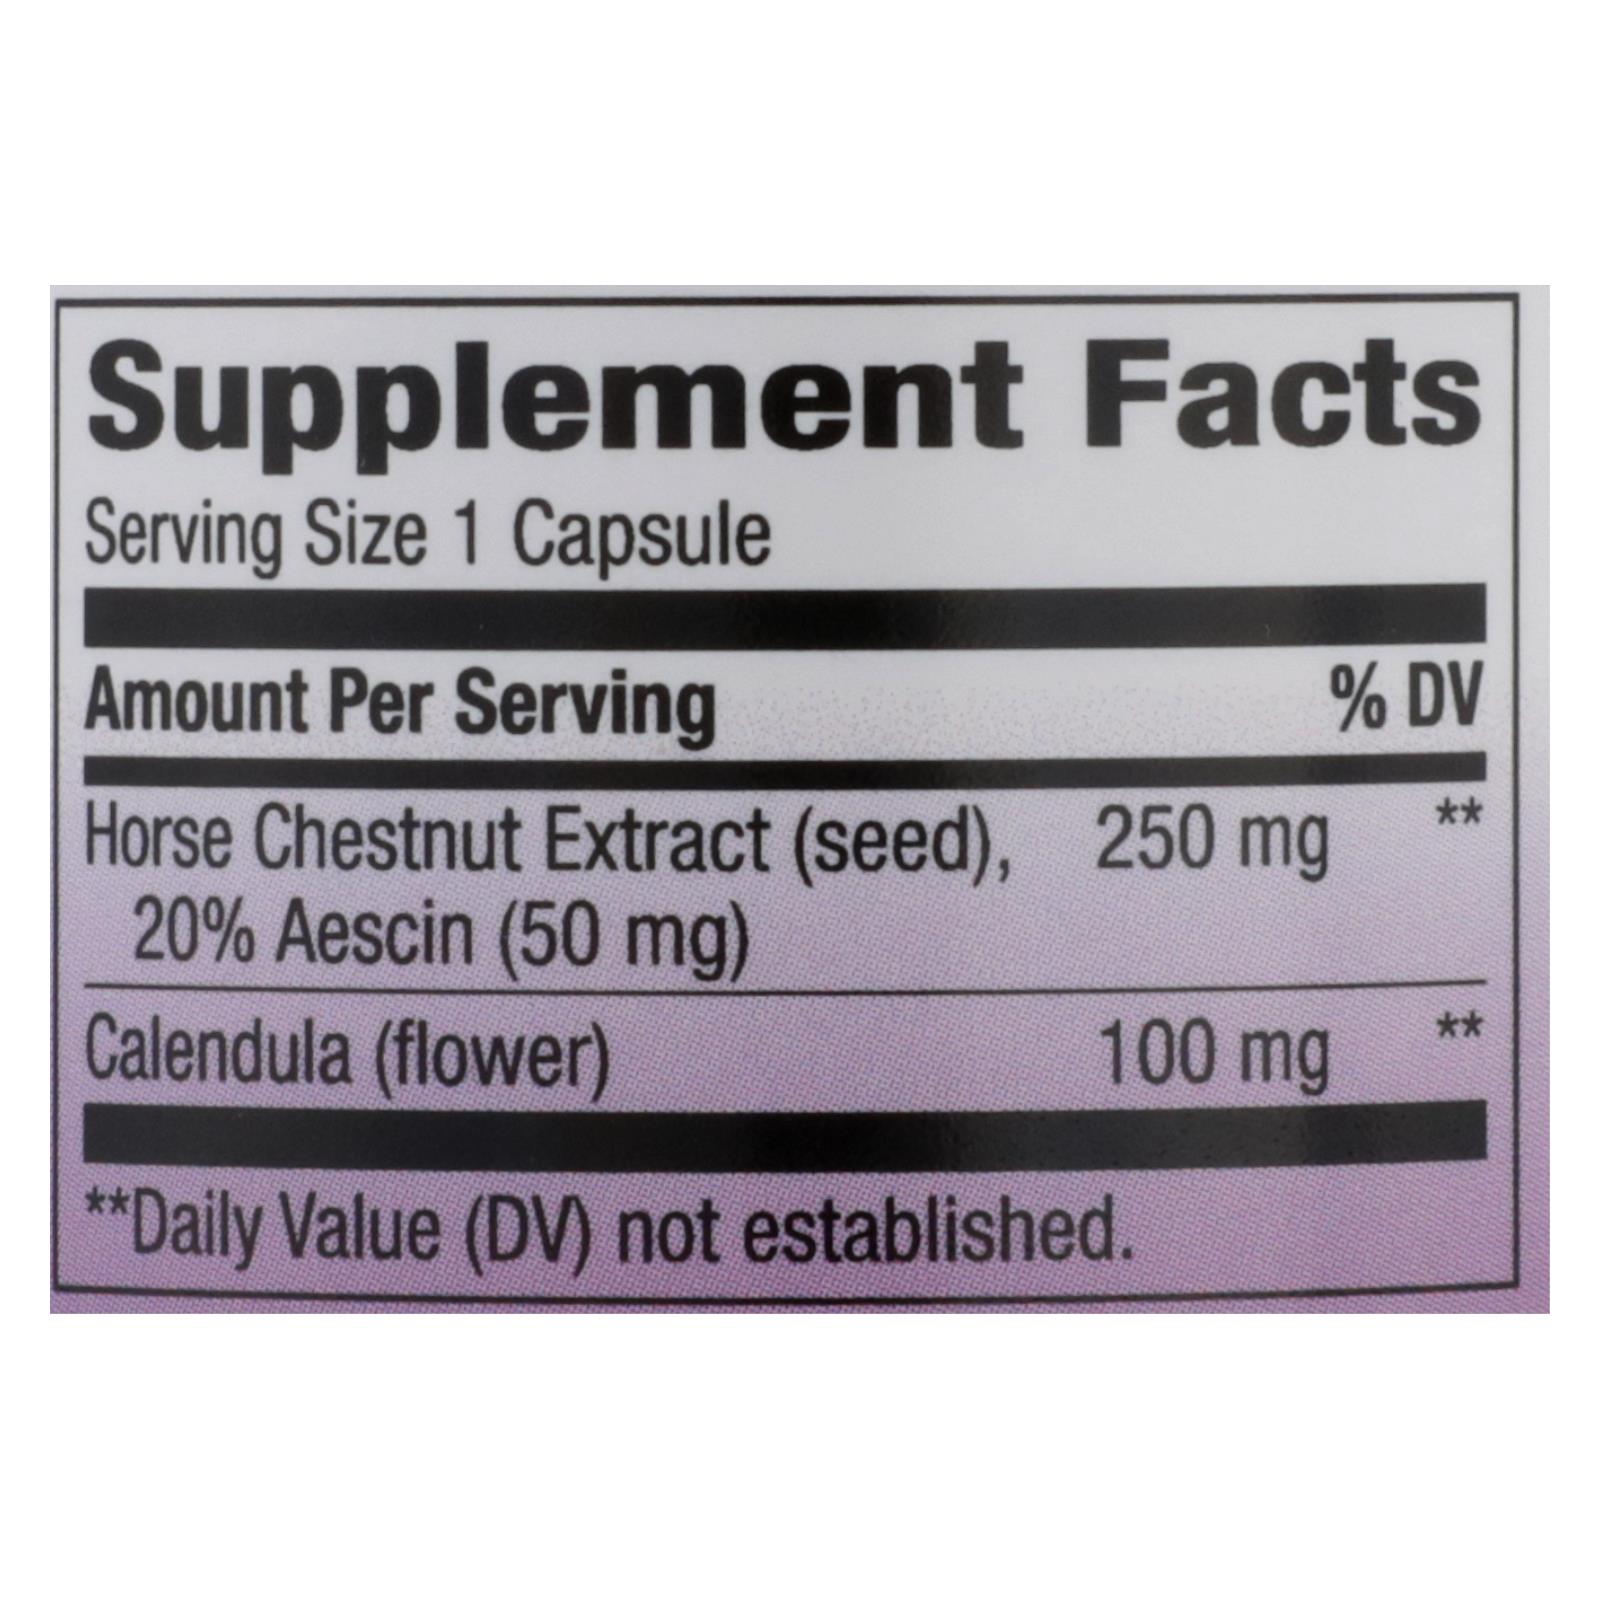 Supplement Facts
Serving Size 1 Capsule
Amount Per Serving % DV
Horse Chestnut Extract (seed), 250 mg **
20% Aescin (50 mg)
Calendula (flower) 100 mg **
**Daily Value (DV) not established.